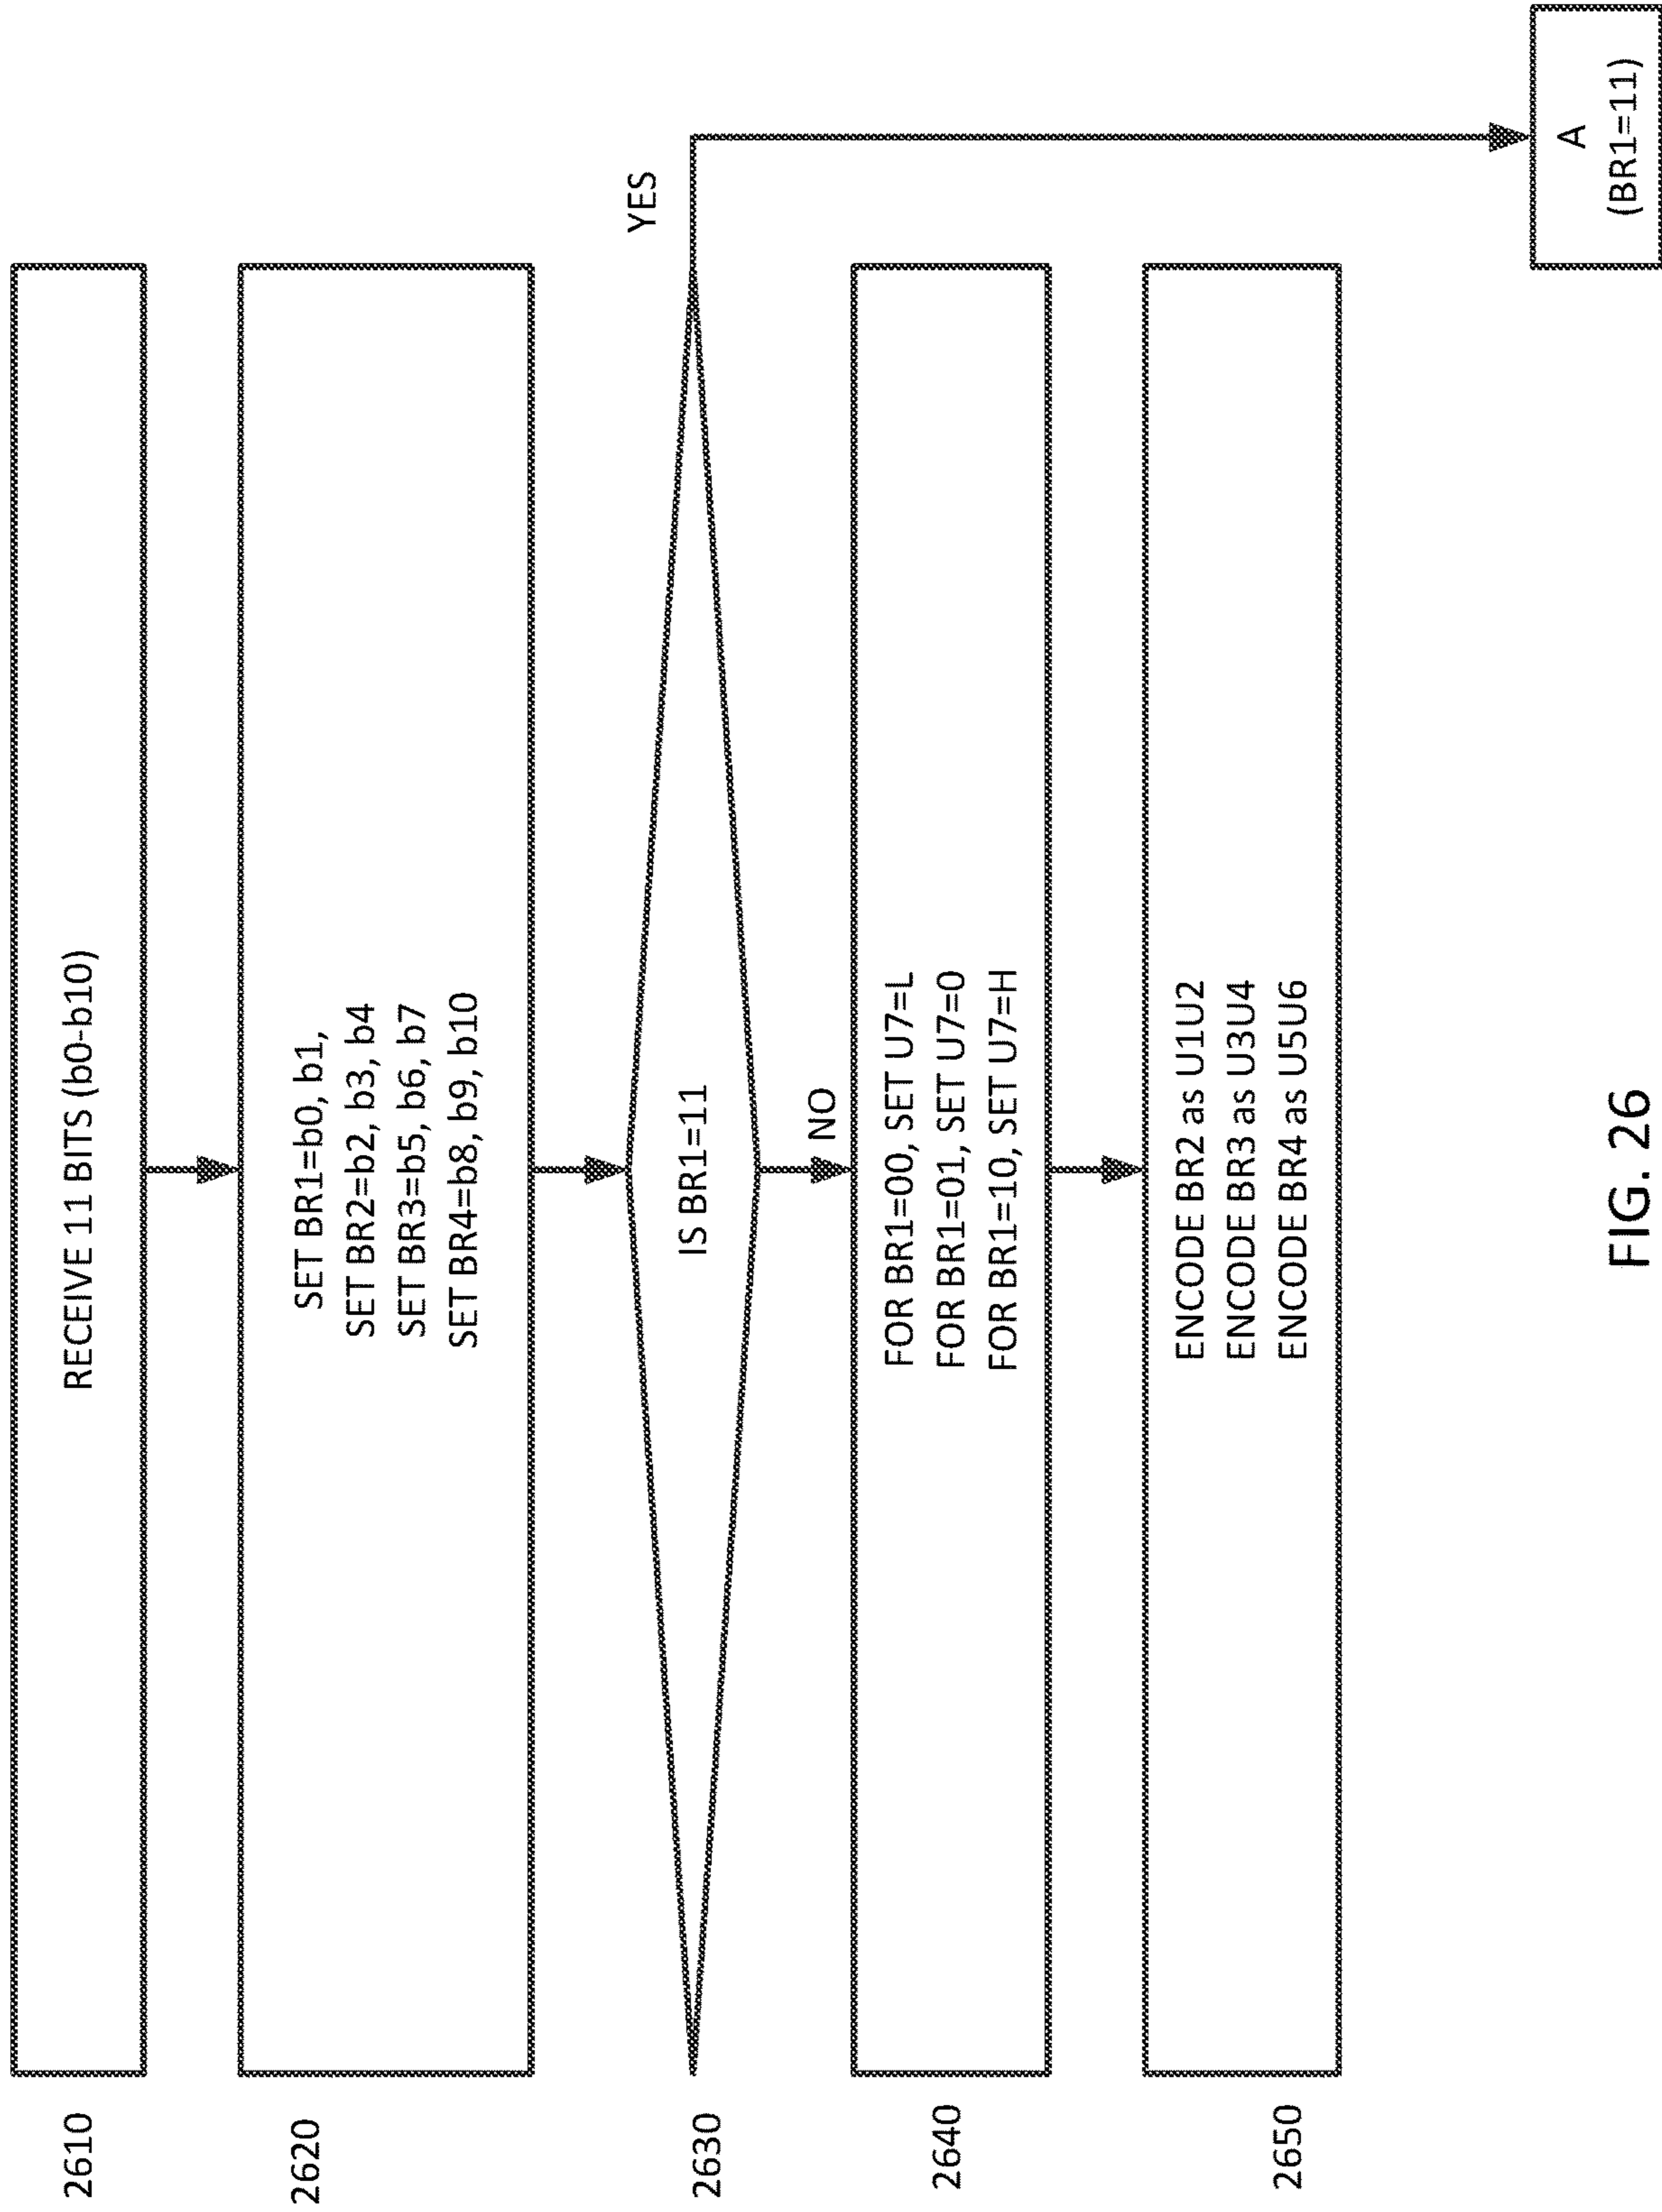 2610
RECEIVE 11 BITS (b0-b10)
2620
SET BR1=b0, b1,
SET BR2=b2, b3, b4
SET BR3=b5, b6, b7
SET BR4=b8, b9, b10
2630
IS BR1=11
YES
NO
2640
FOR BR1=00, SET U7=L
FOR BR1=01, SET U7=0
FOR BR1=10, SET U7=H
2650
ENCODE BR2 as U1U2
ENCODE BR3 as U3U4
ENCODE BR4 as U5U6
A
(BR1=11)
FIG. 26